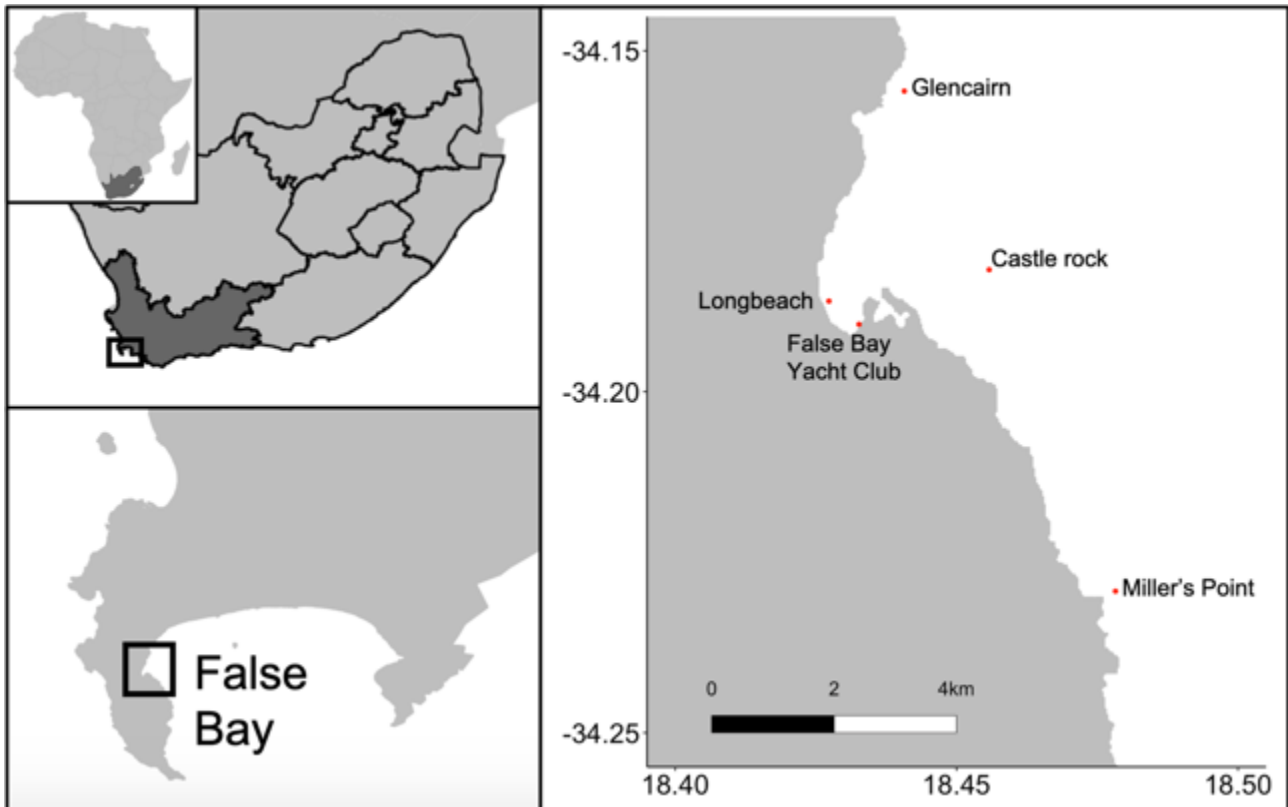 False
Bay
-34.15
Glencairn
Castle rock
Longbeach
False Bay
Yacht Club
-34.20
Miller's Point
0 2 4km
-34.25
18.40 18.45 18.50